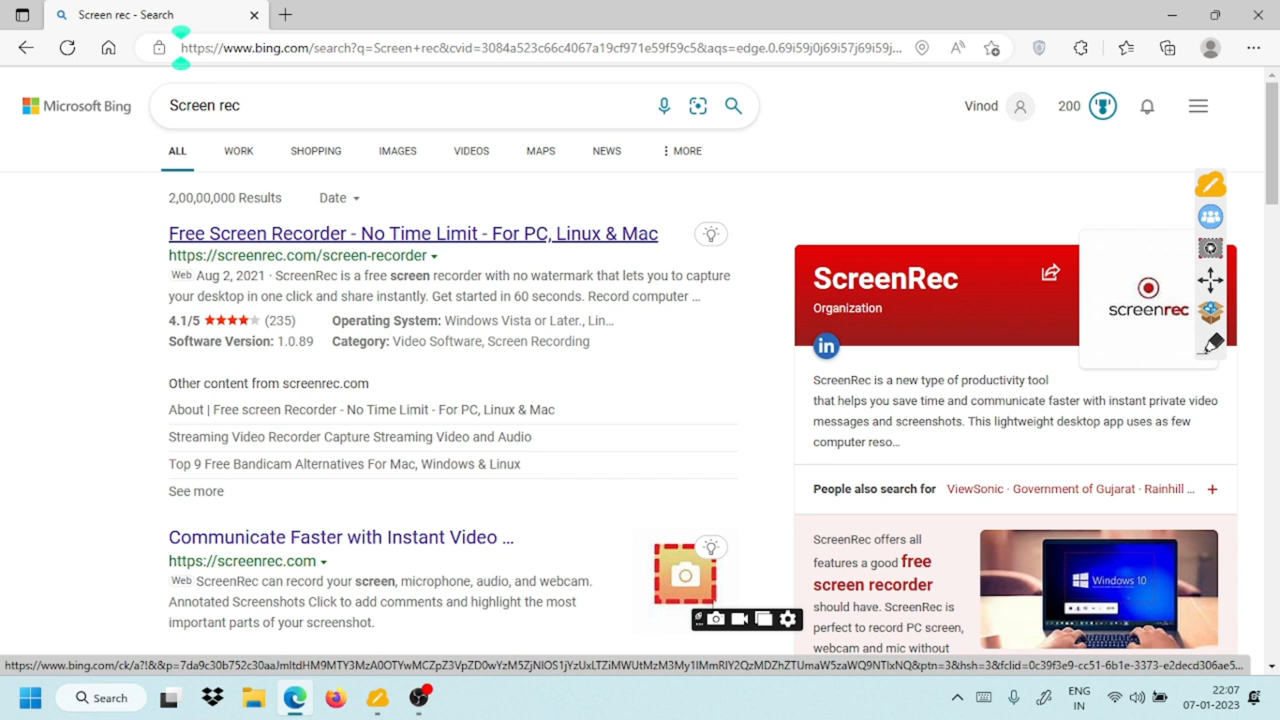 Screen rec - Search
https://www.bing.com/search?q=Screen+rec&cvid=3084a523c66c4067a19cf971e59f59c5&aqs=edge.0.69i59j0j69i57j69i59j...
Microsoft Bing
Screen rec
Vinod
200
ALL WORK SHOPPING IMAGES VIDEOS MAPS NEWS MORE
2,00,00,000 Results Date
Free Screen Recorder - No Time Limit - For PC, Linux & Mac
https://screenrec.com/screen-recorder
Web Aug 2, 2021 · ScreenRec is a free screen recorder with no watermark that lets you to capture
your desktop in one click and share instantly. Get started in 60 seconds. Record computer ...
4.1/5 (235) Operating System: Windows Vista or Later., Lin...
Software Version: 1.0.89 Category: Video Software, Screen Recording
Other content from screenrec.com
About | Free screen Recorder - No Time Limit - For PC, Linux & Mac
Streaming Video Recorder Capture Streaming Video and Audio
Top 9 Free Bandicam Alternatives For Mac, Windows & Linux
See more
Communicate Faster with Instant Video ...
https://screenrec.com
Web ScreenRec can record your screen, microphone, audio, and webcam.
Annotated Screenshots Click to add comments and highlight the most
important parts of your screenshot.
ScreenRec
Organization
screenrec
in
ScreenRec is a new type of productivity tool
that helps you save time and communicate faster with instant private video
messages and screenshots. This lightweight desktop app uses as few
computer reso...
People also search for ViewSonic · Government of Gujarat · Rainhill ... +
ScreenRec offers all
features a good free
screen recorder
should have. ScreenRec is
perfect to record PC screen,
webcam and mic without
Windows 10
Search
ENG
IN
22:07
07-01-2023